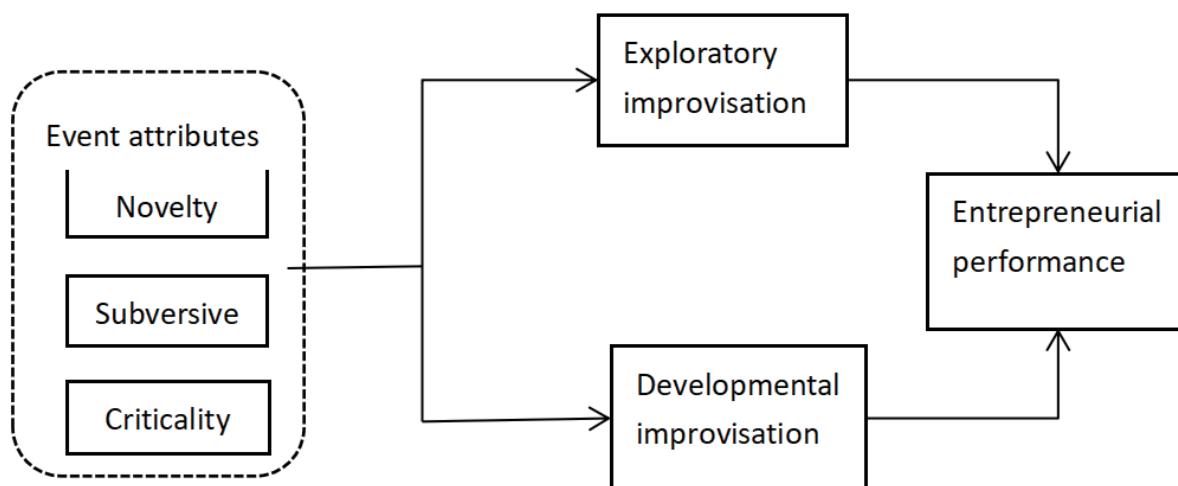 Event attributes
Novelty
Subversive
Criticality
Exploratory
improvisation
Developmental
improvisation
Entrepreneurial
performance